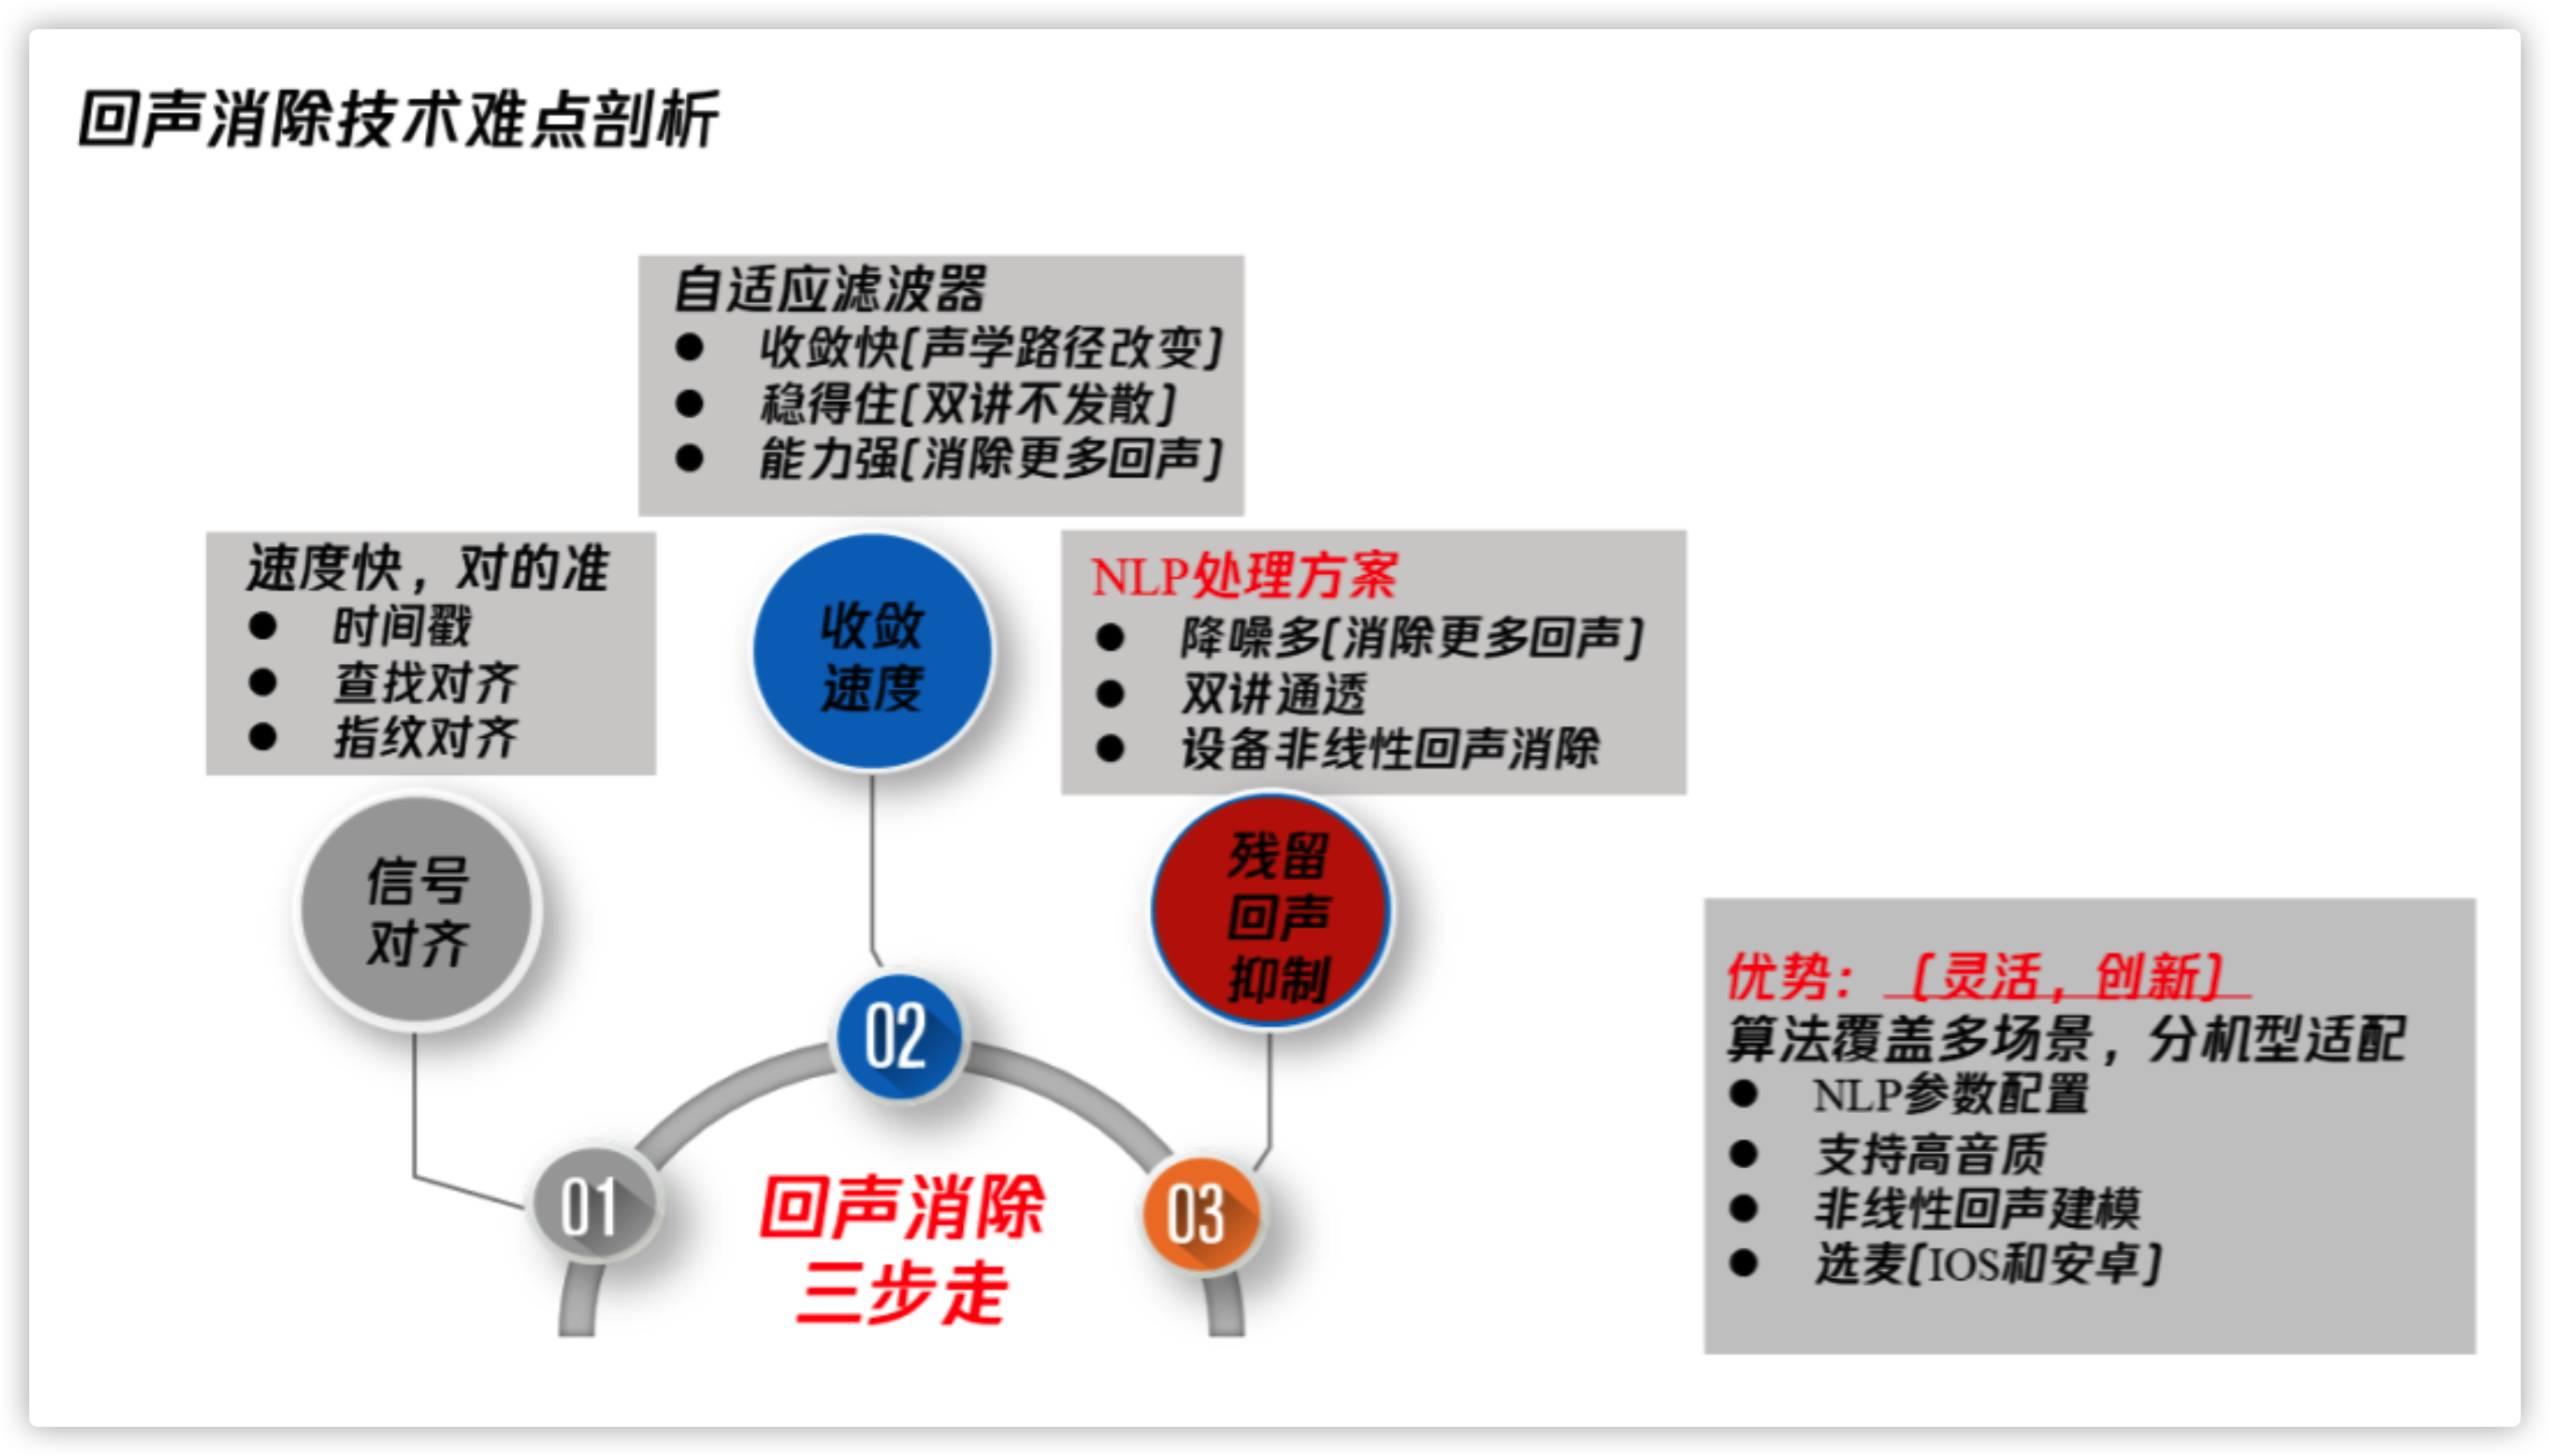 回声消除技术难点剖析
自适应滤波器
● 收敛快[声学路径改变]
● 稳得住[双讲不发散]
● 能力强[消除更多回声]
速度快，对的准
● 时间戳
● 查找对齐
● 指纹对齐
收敛
速度
NLP处理方案
● 降噪多[消除更多回声]
● 双讲通透
● 设备非线性回声消除
信号
对齐
残留
回声
抑制
01
02
03
回声消除
三步走
优势：[灵活，创新]
算法覆盖多场景，分机型适配
● NLP参数配置
● 支持高音质
● 非线性回声建模
● 选麦[IOS和安卓]